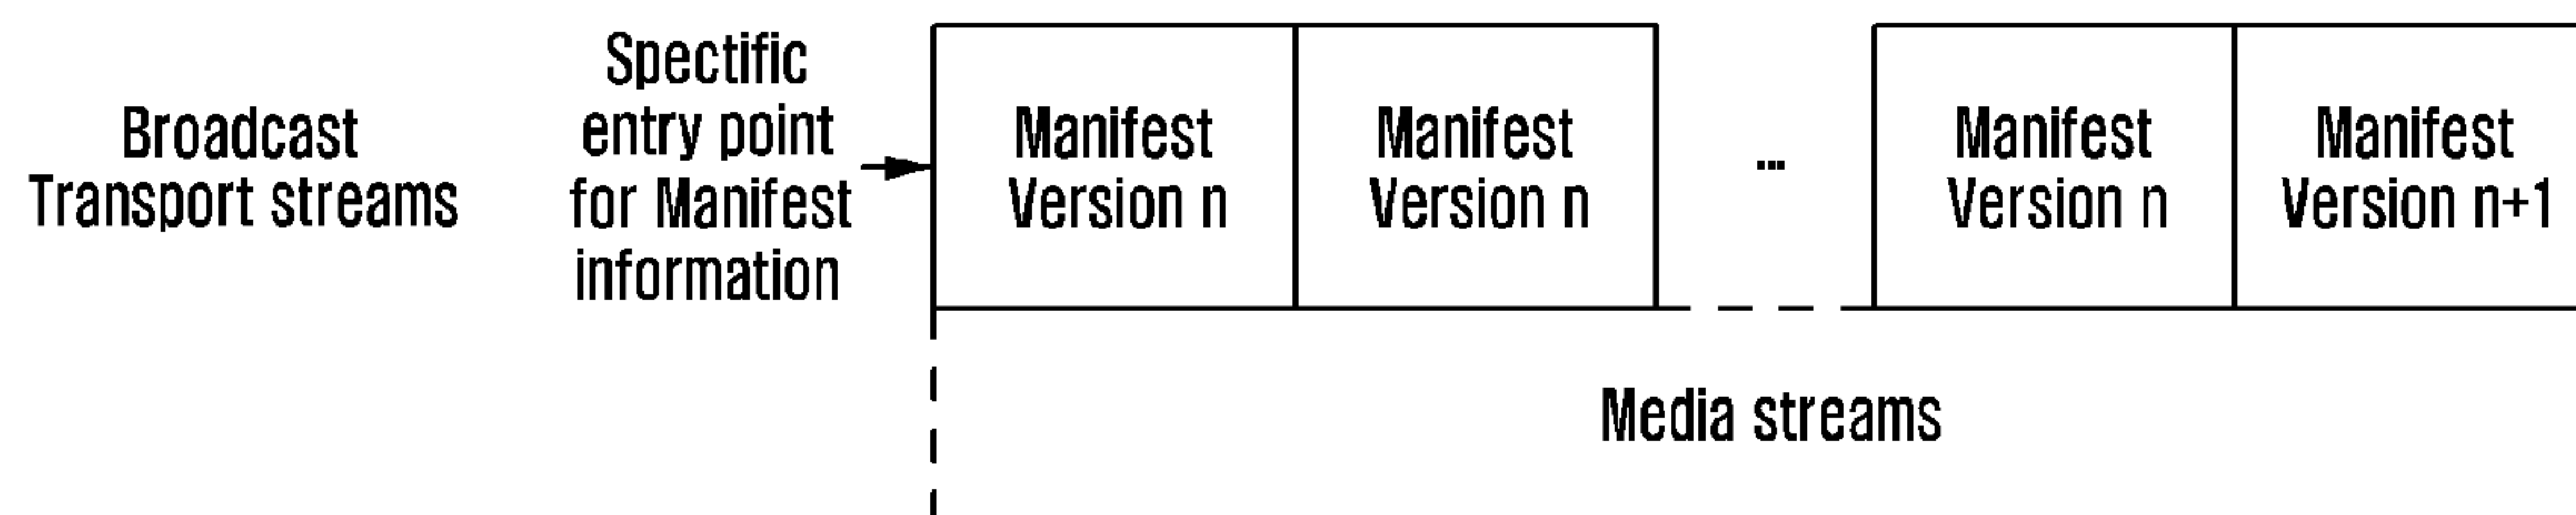 Broadcast
Transport streams
Spectific
entry point
for Manifest
information
Manifest
Version n
Manifest
Version n
...
Manifest
Version n
Manifest
Version n+1
Media streams